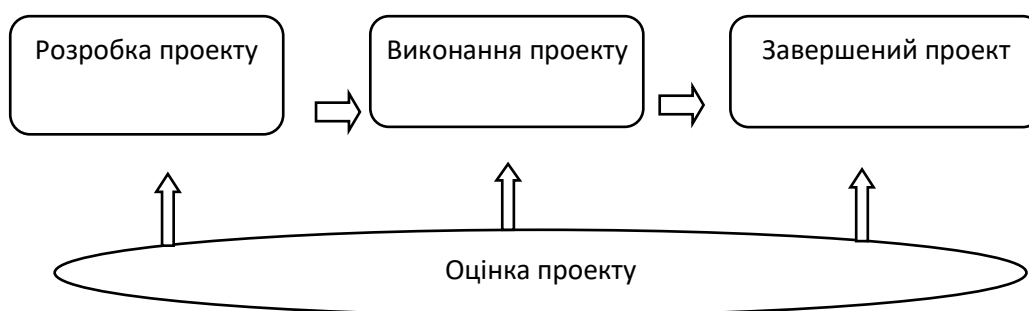 Розробка проекту
Виконання проекту
Завершений проект
Оцінка проекту